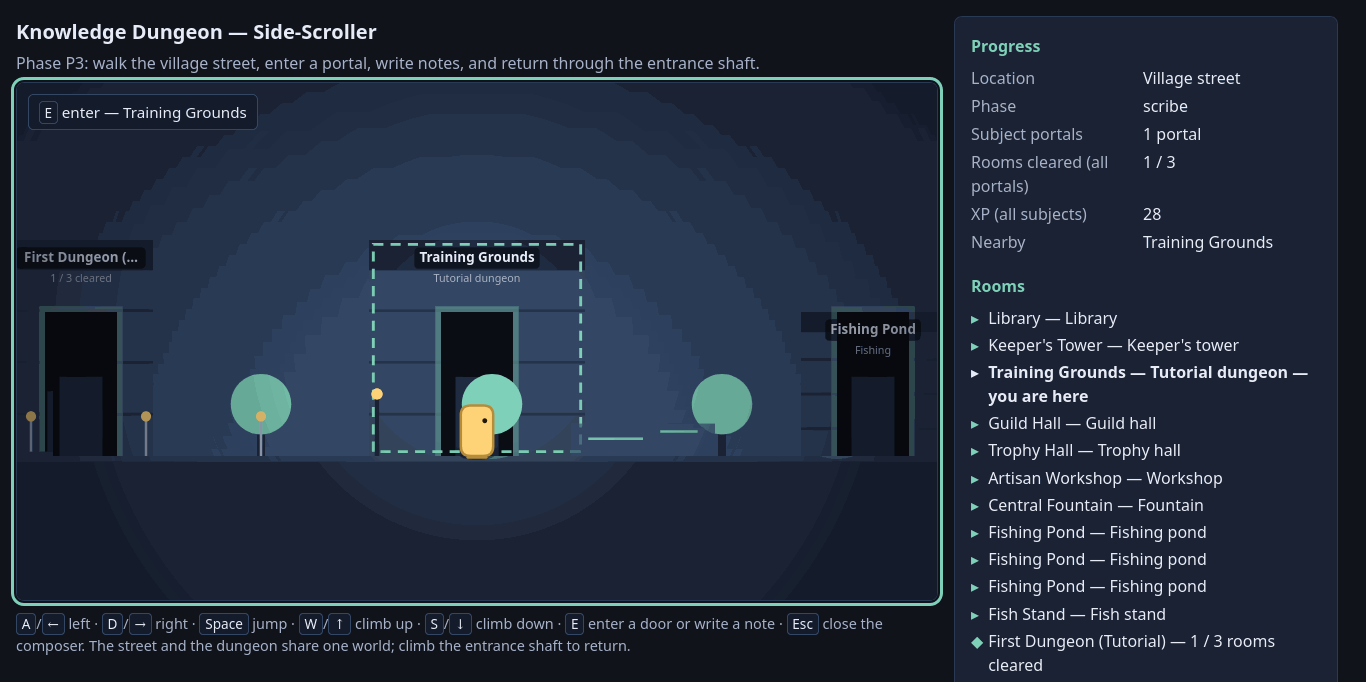 Knowledge Dungeon — Side-Scroller
Phase P3: walk the village street, enter a portal, write notes, and return through the entrance shaft.
E enter — Training Grounds
First Dungeon (...
1 / 3 cleared
Training Grounds
Tutorial dungeon
Fishing Pond
Fishing
A/← left · D/→ right · Space jump · W/↑ climb up · S/↓ climb down · E enter a door or write a note · Esc close the
composer. The street and the dungeon share one world; climb the entrance shaft to return.
Progress
Location Village street
Phase scribe
Subject portals 1 portal
Rooms cleared (all 1 / 3
portals)
XP (all subjects) 28
Nearby Training Grounds
Rooms
▸ Library — Library
▸ Keeper's Tower — Keeper's tower
▸ Training Grounds — Tutorial dungeon —
you are here
▸ Guild Hall — Guild hall
▸ Trophy Hall — Trophy hall
▸ Artisan Workshop — Workshop
▸ Central Fountain — Fountain
▸ Fishing Pond — Fishing pond
▸ Fishing Pond — Fishing pond
▸ Fishing Pond — Fishing pond
▸ Fish Stand — Fish stand
◆ First Dungeon (Tutorial) — 1 / 3 rooms
cleared